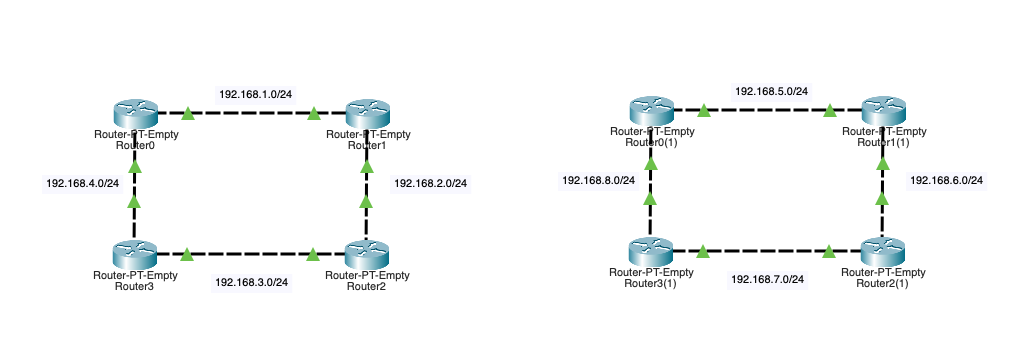 192.168.1.0/24
192.168.5.0/24
Router-PT-Empty
Router0
Router-PT-Empty
Router1
Router-PT-Empty
Router0(1)
Router-PT-Empty
Router1(1)
192.168.4.0/24
192.168.2.0/24
192.168.8.0/24
192.168.6.0/24
Router-PT-Empty
Router3
Router-PT-Empty
Router2
Router-PT-Empty
Router3(1)
Router-PT-Empty
Router2(1)
192.168.3.0/24
192.168.7.0/24